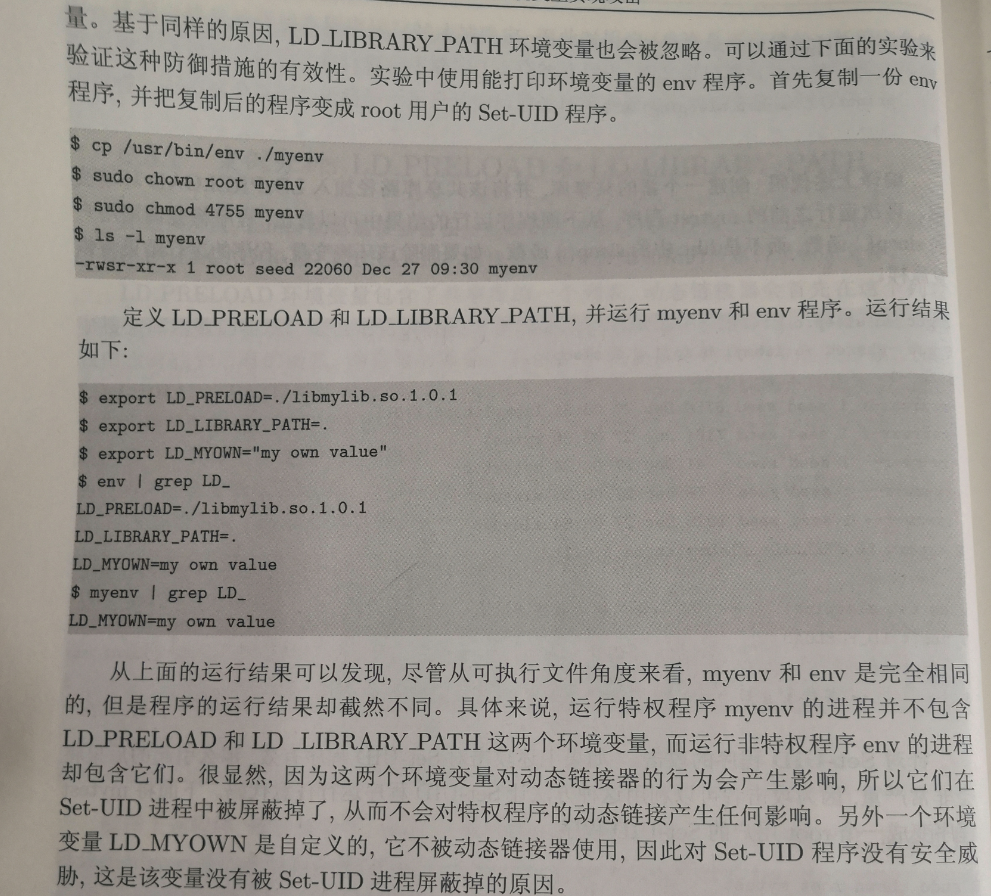 量。基于同样的原因, LD_LIBRARY_PATH 环境变量也会被忽略。可以通过下面的实验来
验证这种防御措施的有效性。实验中使用能打印环境变量的 env 程序。首先复制一份 env
程序, 并把复制后的程序变成 root 用户的 Set-UID 程序。
$ cp /usr/bin/env ./myenv
$ sudo chown root myenv
$ sudo chmod 4755 myenv
$ ls -l myenv
-rwsr-xr-x 1 root seed 22060 Dec 27 09:30 myenv
定义 LD_PRELOAD 和 LD_LIBRARY_PATH, 并运行 myenv 和 env 程序。运行结果
如下:
$ export LD_PRELOAD=./libmylib.so.1.0.1
$ export LD_LIBRARY_PATH=.
$ export LD_MYOWN="my own value"
$ env | grep LD_
LD_PRELOAD=./libmylib.so.1.0.1
LD_LIBRARY_PATH=.
LD_MYOWN=my own value
$ myenv | grep LD_
LD_MYOWN=my own value
从上面的运行结果可以发现, 尽管从可执行文件角度来看, myenv 和 env 是完全相同
的, 但是程序的运行结果却截然不同。具体来说, 运行特权程序 myenv 的进程并不包含
LD_PRELOAD 和 LD _LIBRARY_PATH 这两个环境变量, 而运行非特权程序 env 的进程
却包含它们。很显然, 因为这两个环境变量对动态链接器的行为会产生影响, 所以它们在
Set-UID 进程中被屏蔽掉了, 从而不会对特权程序的动态链接产生任何影响。另外一个环境
变量 LD_MYOWN 是自定义的, 它不被动态链接器使用, 因此对 Set-UID 程序没有安全威
胁, 这是该变量没有被 Set-UID 进程屏蔽掉的原因。